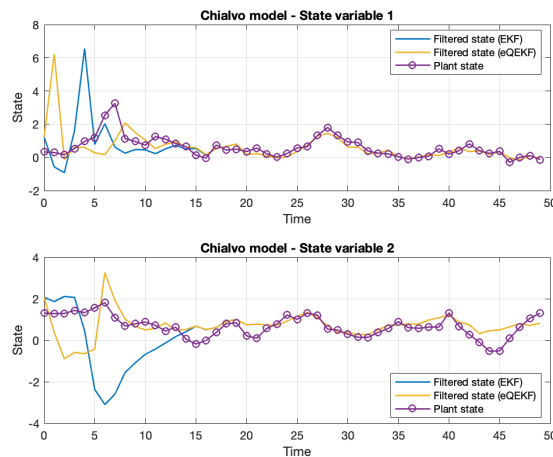 Chialvo model - State variable 1
8
6
4
2
0
-2
State
0 5 10 15 20 25 30 35 40 45 50
Time
Filtered state (EKF)
Filtered state (eQEKF)
Plant state
Chialvo model - State variable 2
4
2
0
-2
-4
State
0 5 10 15 20 25 30 35 40 45 50
Time
Filtered state (EKF)
Filtered state (eQEKF)
Plant state